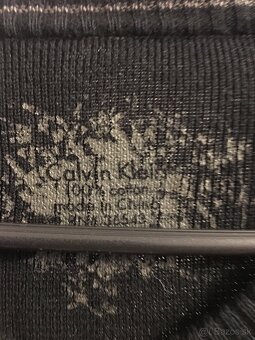 Calvin Klein
100% cotton
made in China
© Bazos.sk